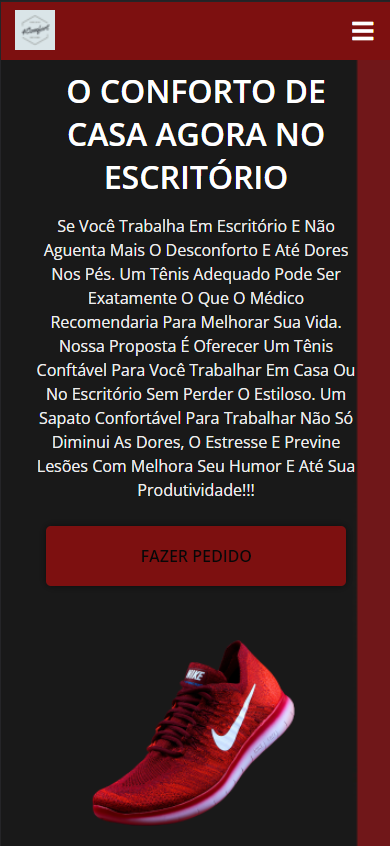 O CONFORTO DE
CASA AGORA NO
ESCRITÓRIO
Se Você Trabalha Em Escritório E Não
Aguenta Mais O Desconforto E Até Dores
Nos Pés. Um Tênis Adequado Pode Ser
Exatamente O Que O Médico
Recomendaria Para Melhorar Sua Vida.
Nossa Proposta É Oferecer Um Tênis
Conftável Para Você Trabalhar Em Casa Ou
No Escritório Sem Perder O Estiloso. Um
Sapato Confortável Para Trabalhar Não Só
Diminui As Dores, O Estresse E Previne
Lesões Com Melhora Seu Humor E Até Sua
Produtividade!!!
FAZER PEDIDO
NIKE